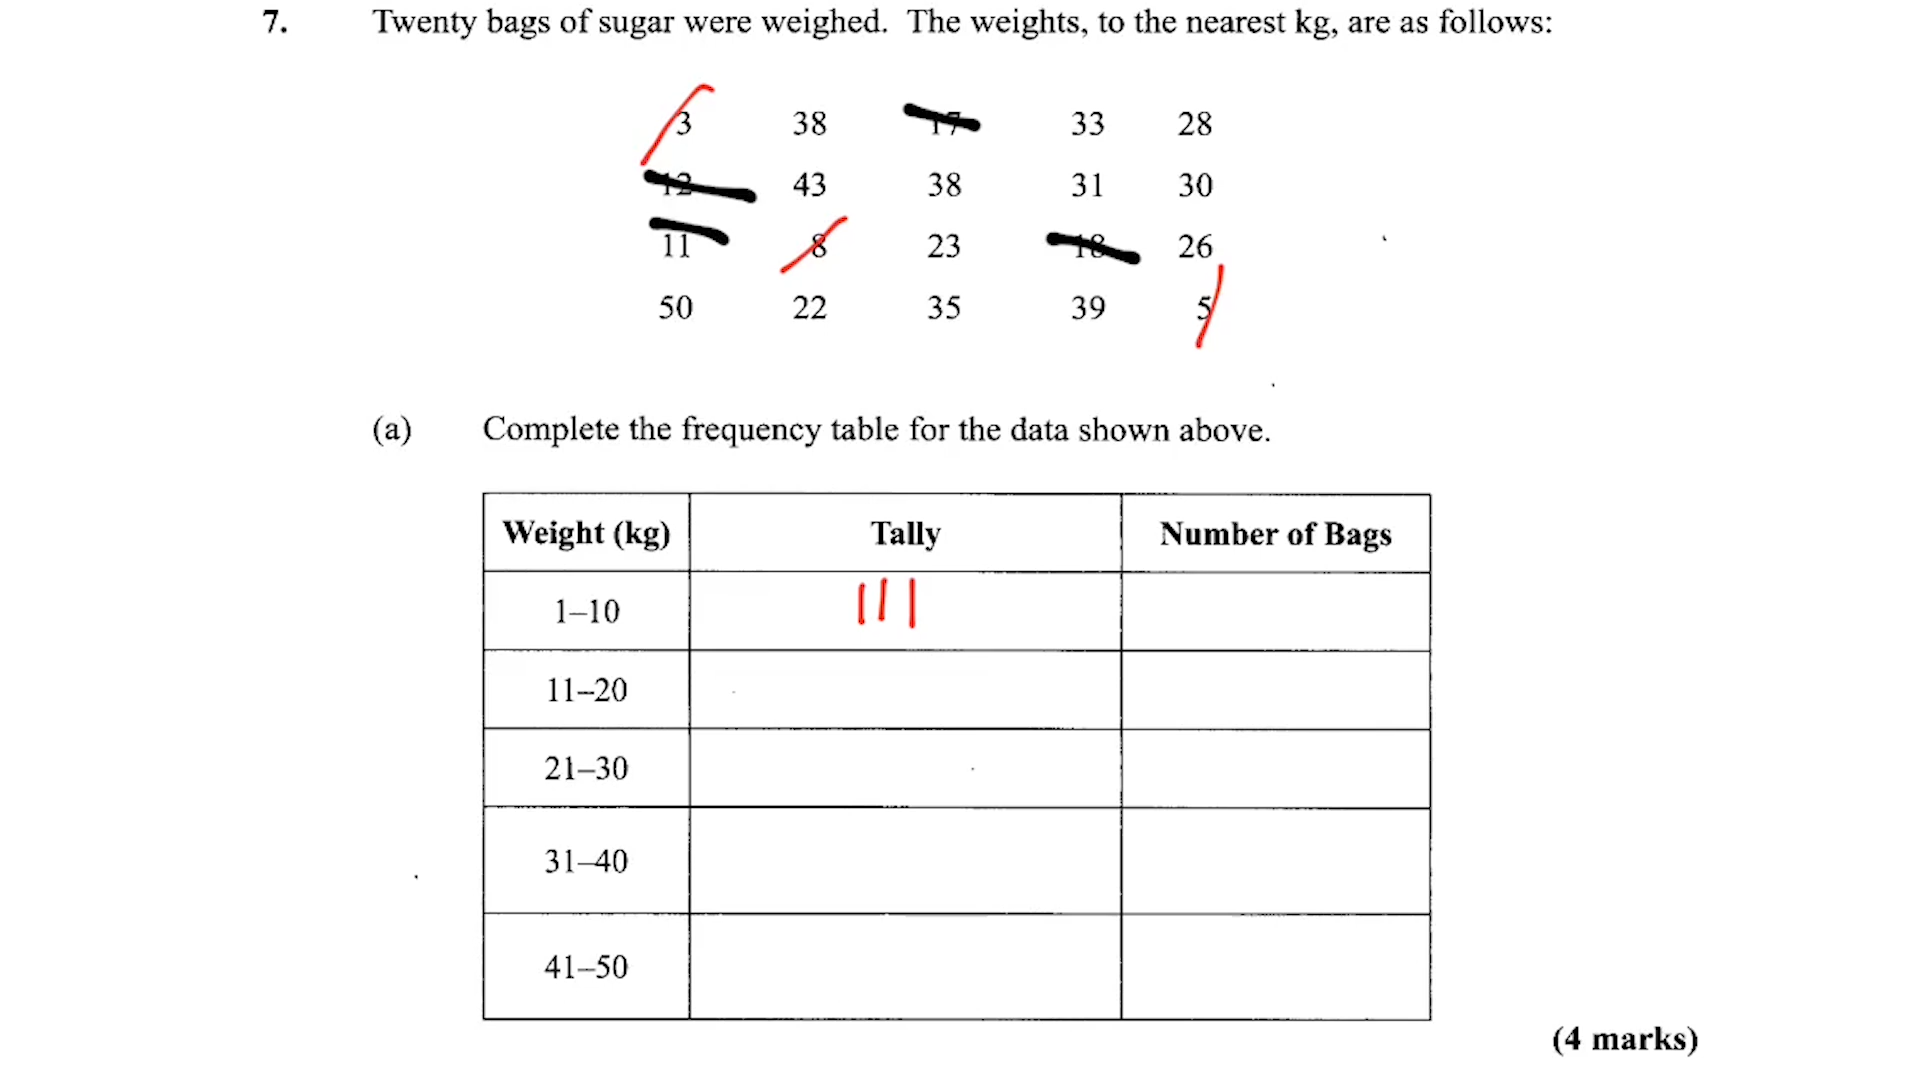 7. Twenty bags of sugar were weighed. The weights, to the nearest kg, are as follows:
3 38 17 33 28
12 43 38 31 30
11 8 23 18 26
50 22 35 39 5
(a) Complete the frequency table for the data shown above.
Weight (kg) Tally Number of Bags
1–10 |||
11–20
21–30
31–40
41–50
(4 marks)